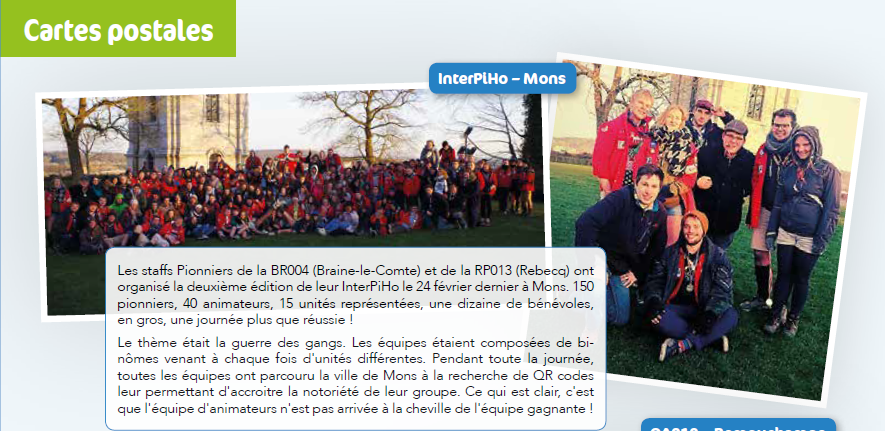 Cartes postales
InterPiHo – Mons
Les staffs Pionniers de la BR004 (Braine-le-Comte) et de la RP013 (Rebecq) ont
organisé la deuxième édition de leur InterPiHo le 24 février dernier à Mons. 150
pionniers, 40 animateurs, 15 unités représentées, une dizaine de bénévoles,
en gros, une journée plus que réussie !
Le thème était la guerre des gangs. Les équipes étaient composées de bi-
nômes venant à chaque fois d'unités différentes. Pendant toute la journée,
toutes les équipes ont parcouru la ville de Mons à la recherche de QR codes
leur permettant d'accroitre la notoriété de leur groupe. Ce qui est clair, c'est
que l'équipe d'animateurs n'est pas arrivée à la cheville de l'équipe gagnante !